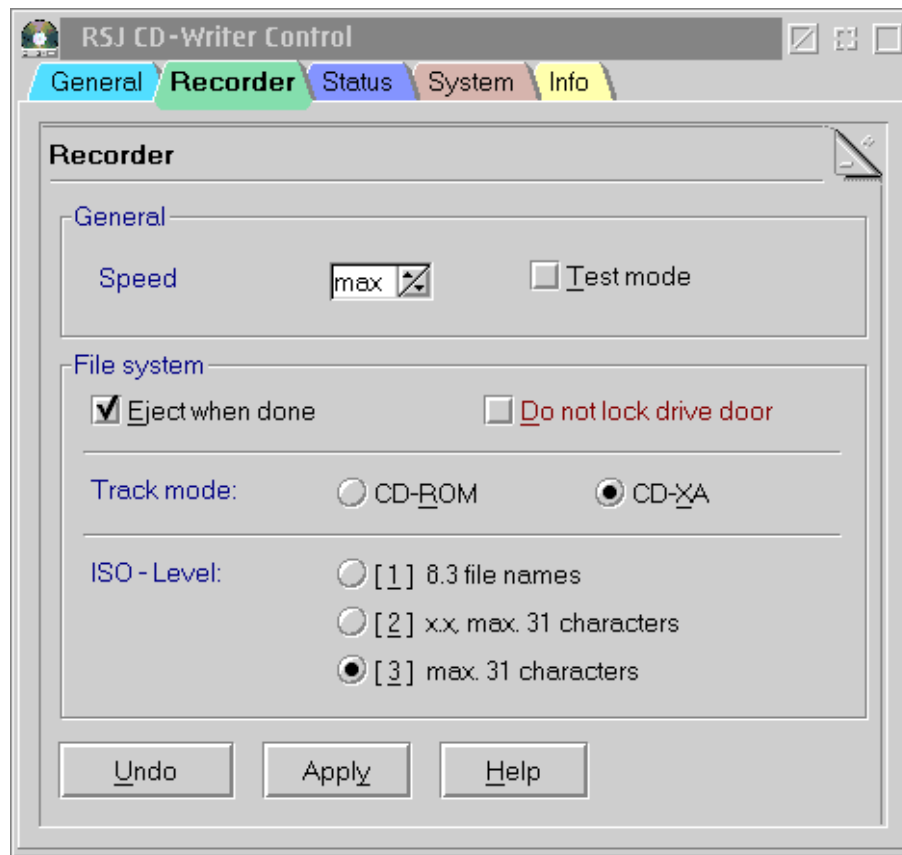 RSJ CD-Writer Control
General Recorder Status System Info
Recorder
General
Speed max Test mode
File system
Eject when done Do not lock drive door
Track mode: CD-ROM CD-XA
ISO - Level: [ 1 ] 8.3 file names
[ 2 ] x.x, max. 31 characters
[ 3 ] max. 31 characters
Undo Apply Help